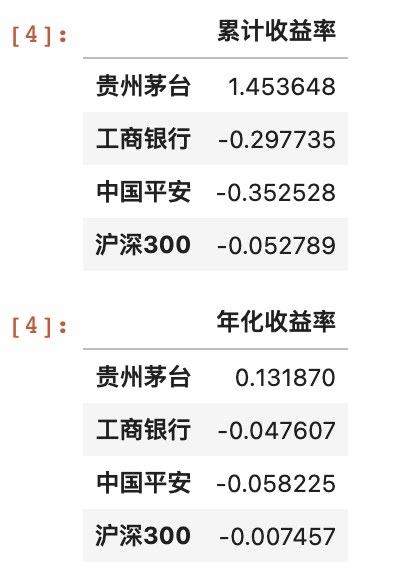 [4]: 累计收益率
贵州茅台 1.453648
工商银行 -0.297735
中国平安 -0.352528
沪深300 -0.052789
[4]: 年化收益率
贵州茅台 0.131870
工商银行 -0.047607
中国平安 -0.058225
沪深300 -0.007457